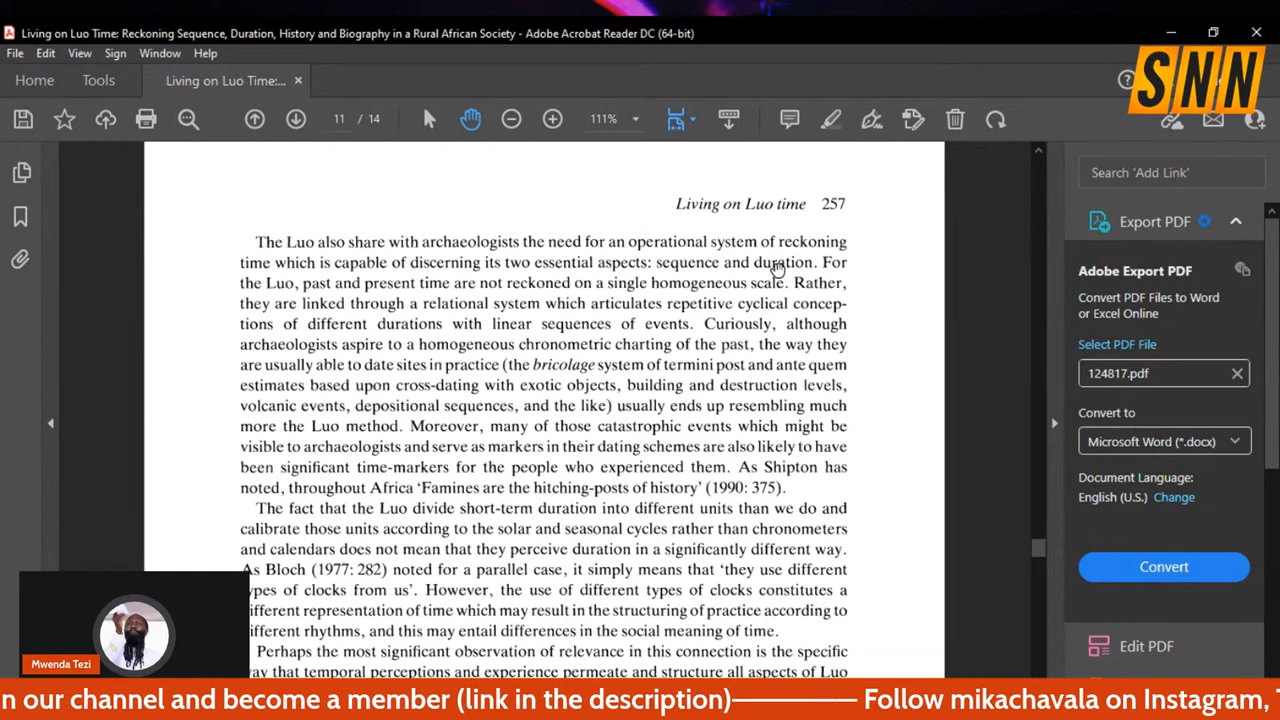 Living on Luo Time: Reckoning Sequence, Duration, History and Biography in a Rural African Society - Adobe Acrobat Reader DC (64-bit)
File Edit View Sign Window Help
Home Tools Living on Luo Time:... ×
SNN
11 / 14 111%
Search 'Add Link'
Living on Luo time 257
Export PDF
The Luo also share with archaeologists the need for an operational system of reckoning
time which is capable of discerning its two essential aspects: sequence and duration. For
the Luo, past and present time are not reckoned on a single homogeneous scale. Rather,
they are linked through a relational system which articulates repetitive cyclical concep-
tions of different durations with linear sequences of events. Curiously, although
archaeologists aspire to a homogeneous chronometric charting of the past, the way they
are usually able to date sites in practice (the bricolage system of termini post and ante quem
estimates based upon cross-dating with exotic objects, building and destruction levels,
volcanic events, depositional sequences, and the like) usually ends up resembling much
more the Luo method. Moreover, many of those catastrophic events which might be
visible to archaeologists and serve as markers in their dating schemes are also likely to have
been significant time-markers for the people who experienced them. As Shipton has
noted, throughout Africa 'Famines are the hitching-posts of history' (1990: 375).
The fact that the Luo divide short-term duration into different units than we do and
calibrate those units according to the solar and seasonal cycles rather than chronometers
and calendars does not mean that they perceive duration in a significantly different way.
As Bloch (1977: 282) noted for a parallel case, it simply means that 'they use different
ypes of clocks from us'. However, the use of different types of clocks constitutes a
ifferent representation of time which may result in the structuring of practice according to
ifferent rhythms, and this may entail differences in the social meaning of time.
Perhaps the most significant observation of relevance in this connection is the specific
way that temporal perceptions and experience permeate and structure all aspects of Luo
Adobe Export PDF
Convert PDF Files to Word
or Excel Online
Select PDF File
124817.pdf
Convert to
Microsoft Word (*.docx)
Document Language:
English (U.S.) Change
Convert
Edit PDF
Mwenda Tezi
n our channel and become a member (link in the description)———— Follow mikachavala on Instagram,